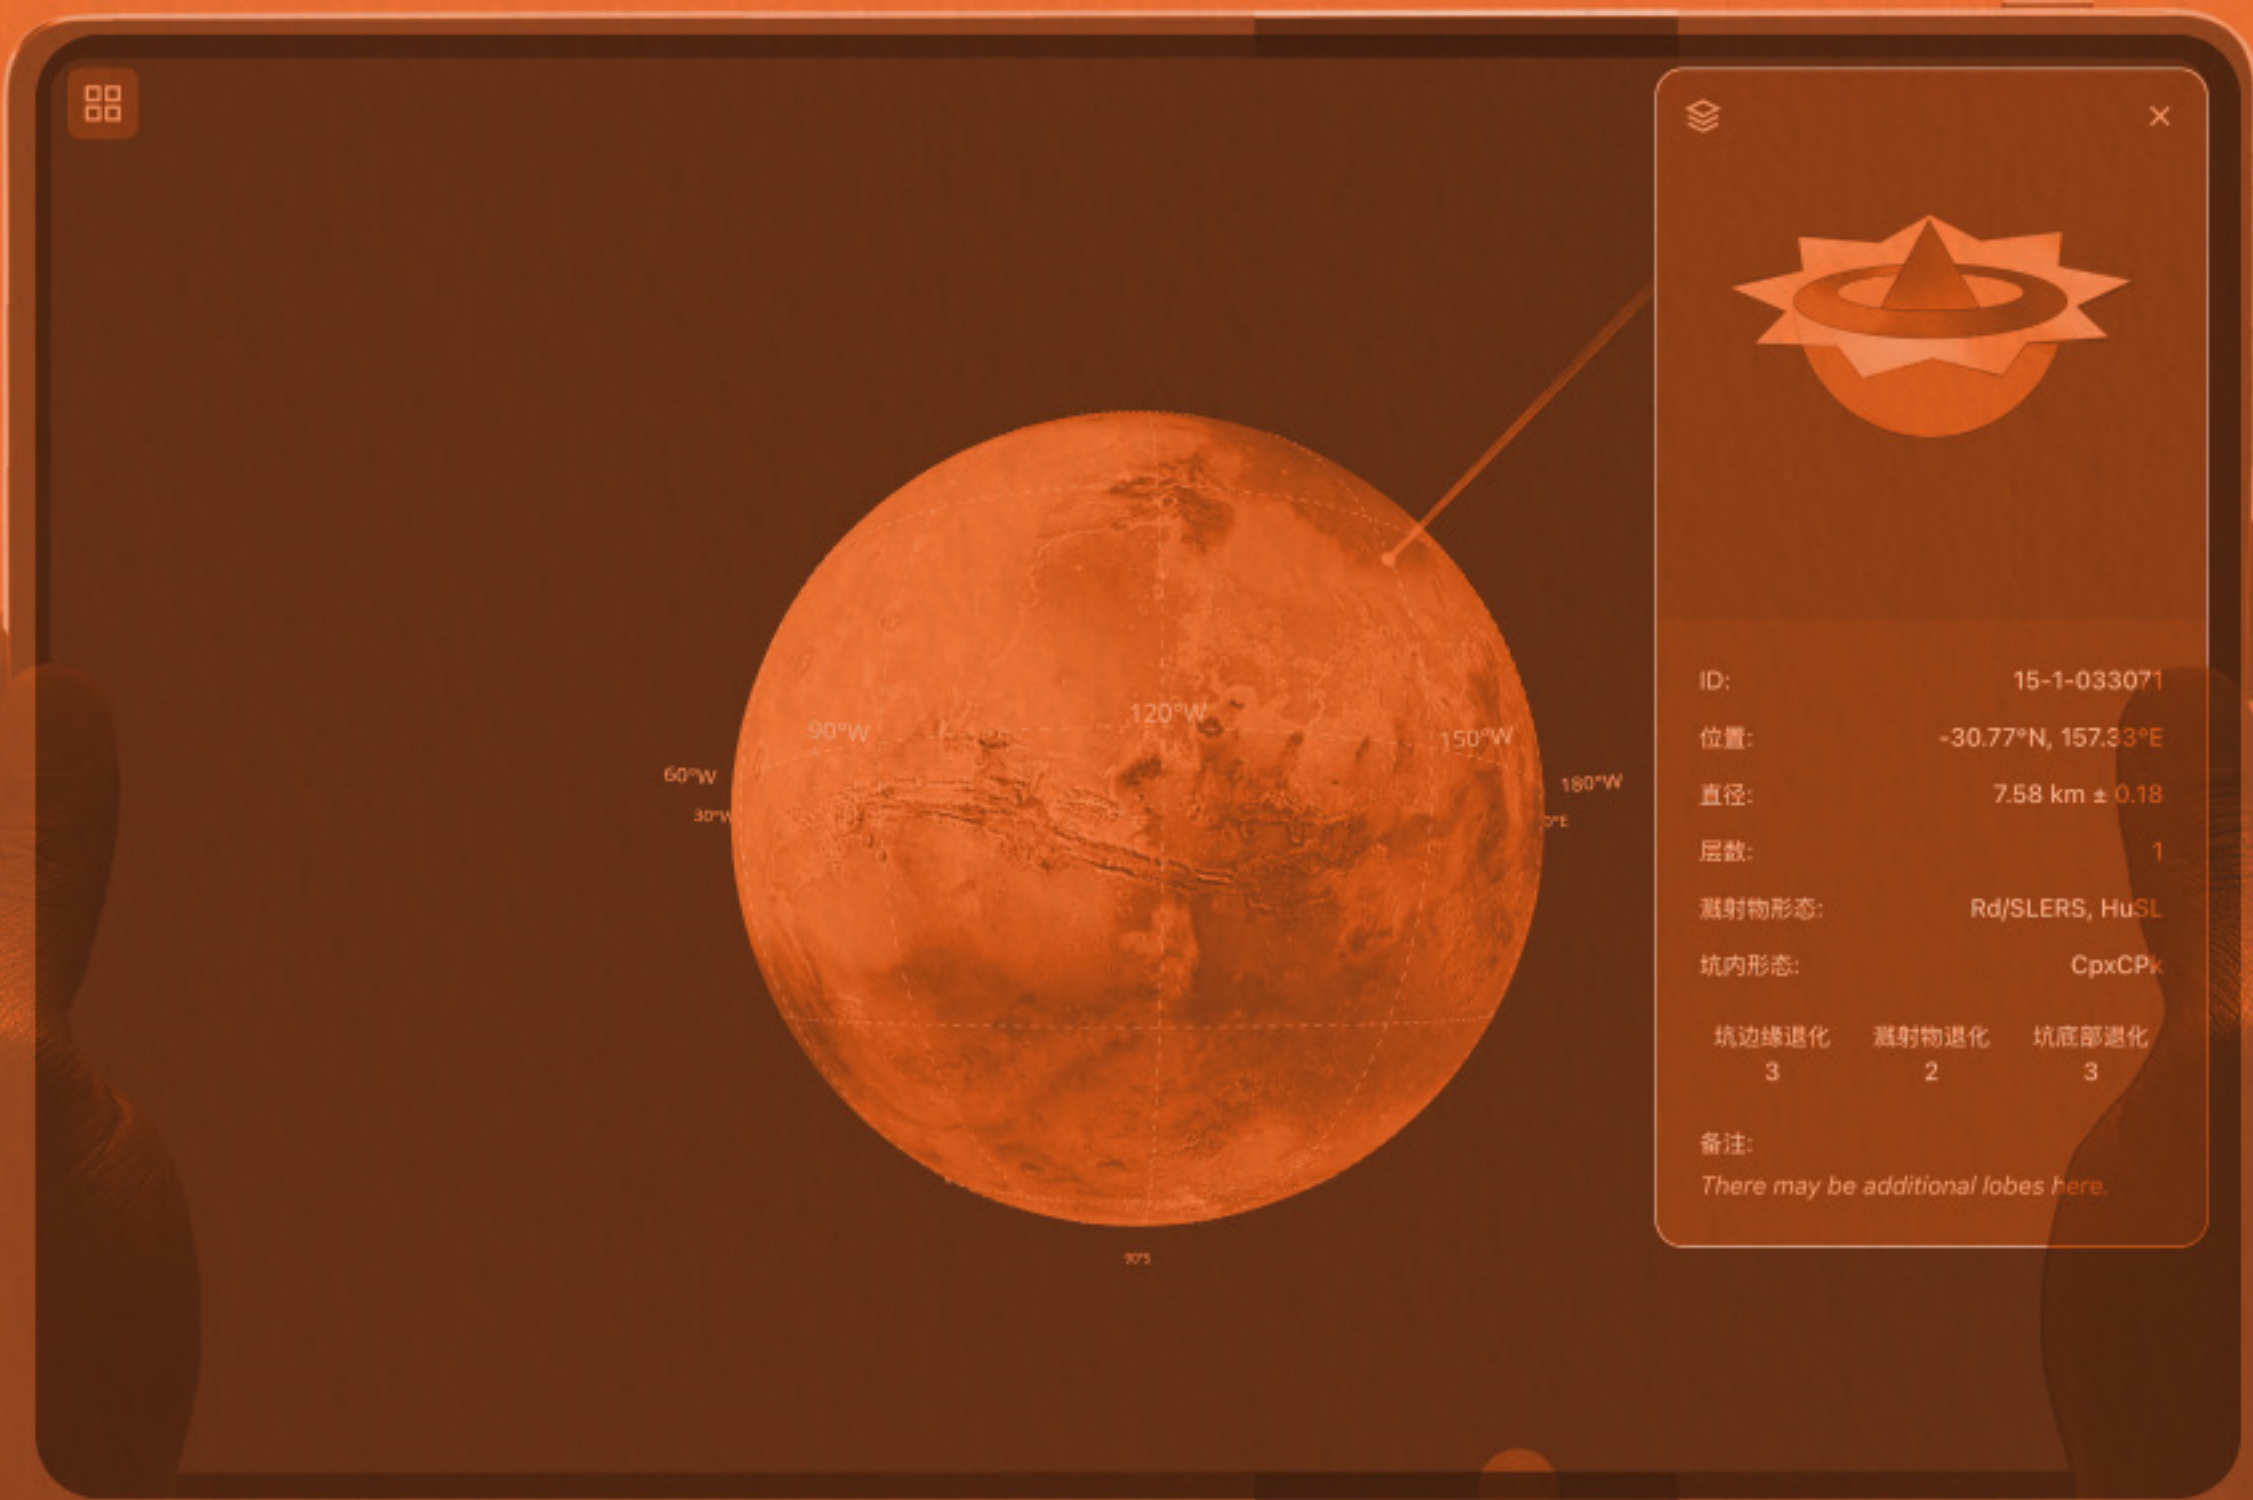 120°W
90°W
150°W
60°W
180°W
30°W
0°E
90°S
ID: 15-1-033071
位置: -30.77°N, 157.33°E
直径: 7.58 km ± 0.18
层数: 1
溅射物形态: Rd/SLERS, HuSL
坑内形态: CpxCPk
坑边缘退化 溅射物退化 坑底部退化
3 2 3
备注:
There may be additional lobes here.